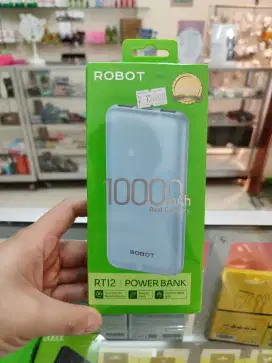 ROBOT
10000mAh
Real Capacity
ROBOT
RT12 POWER BANK